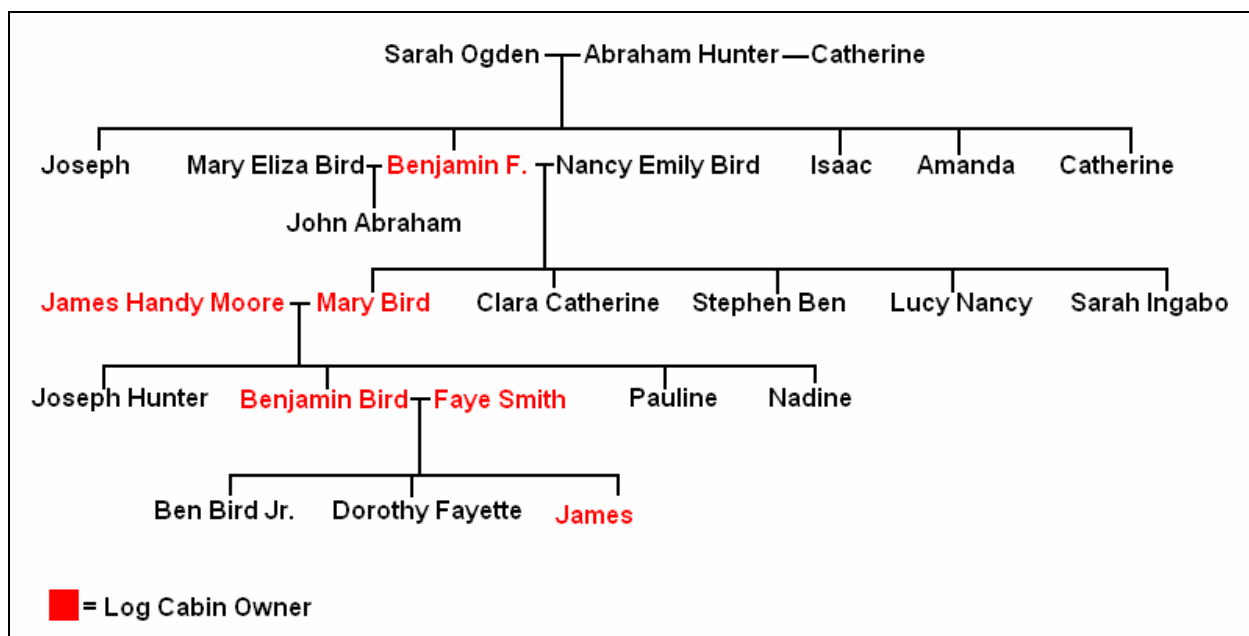 Sarah Ogden Abraham Hunter Catherine
Joseph Mary Eliza Bird Benjamin F. Nancy Emily Bird Isaac Amanda Catherine
John Abraham
James Handy Moore Mary Bird Clara Catherine Stephen Ben Lucy Nancy Sarah Ingabo
Joseph Hunter Benjamin Bird Faye Smith Pauline Nadine
Ben Bird Jr. Dorothy Fayette James
= Log Cabin Owner